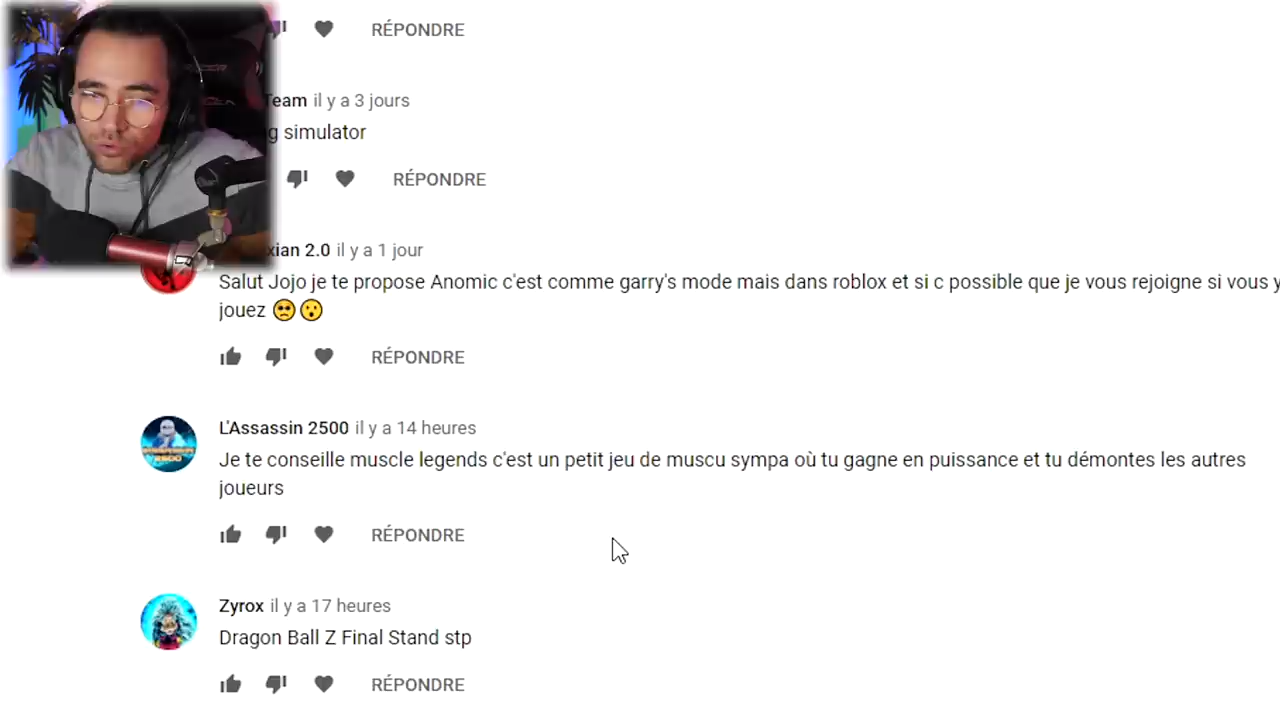 RÉPONDRE
Team il y a 3 jours
g simulator
RÉPONDRE
xian 2.0 il y a 1 jour
Salut Jojo je te propose Anomic c'est comme garry's mode mais dans roblox et si c possible que je vous rejoigne si vous y
jouez
RÉPONDRE
L'Assassin 2500 il y a 14 heures
Je te conseille muscle legends c'est un petit jeu de muscu sympa où tu gagne en puissance et tu démontes les autres
joueurs
RÉPONDRE
Zyrox il y a 17 heures
Dragon Ball Z Final Stand stp
RÉPONDRE